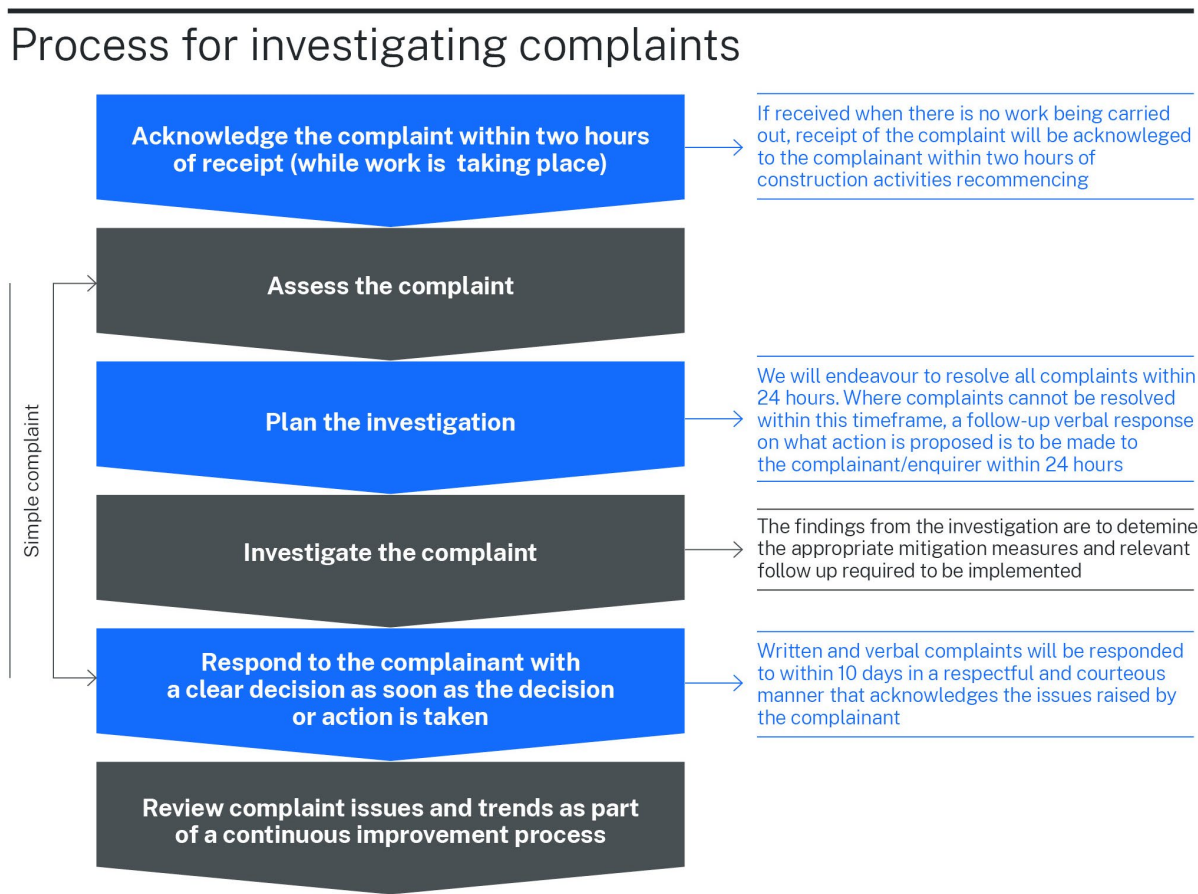 Process for investigating complaints
Acknowledge the complaint within two hours
of receipt (while work is taking place)
If received when there is no work being carried
out, receipt of the complaint will be acknowleged
to the complainant within two hours of
construction activities recommencing
Assess the complaint
Simple complaint
Plan the investigation
We will endeavour to resolve all complaints within
24 hours. Where complaints cannot be resolved
within this timeframe, a follow-up verbal response
on what action is proposed is to be made to
the complainant/enquirer within 24 hours
Investigate the complaint
The findings from the investigation are to detemine
the appropriate mitigation measures and relevant
follow up required to be implemented
Respond to the complainant with
a clear decision as soon as the decision
or action is taken
Written and verbal complaints will be responded
to within 10 days in a respectful and courteous
manner that acknowledges the issues raised by
the complainant
Review complaint issues and trends as part
of a continuous improvement process